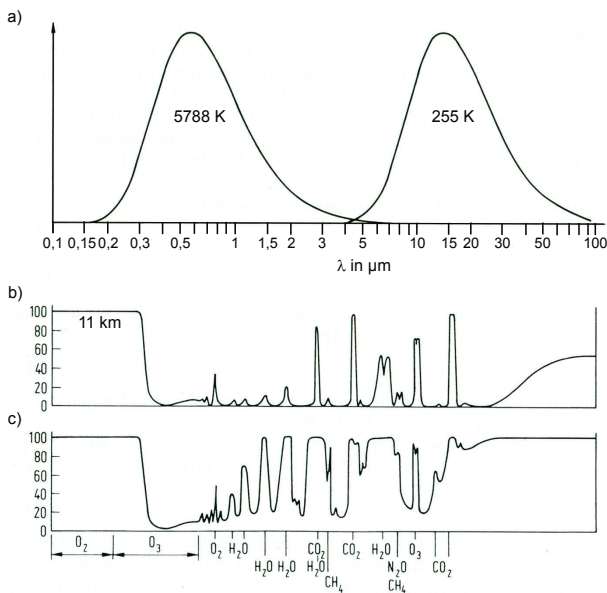 a)
5788 K
255 K
0,1 0,15 0,2 0,3 0,5 1 1,5 2 3 5 10 15 20 30 50 100
λ in µm
b)
100
80
60
40
20
0
11 km
c)
100
80
60
40
20
0
O2 O3 O2 H2O CO2 CO2 H2O O3
H2O H2O H2O N2O CO2
CH4 CH4